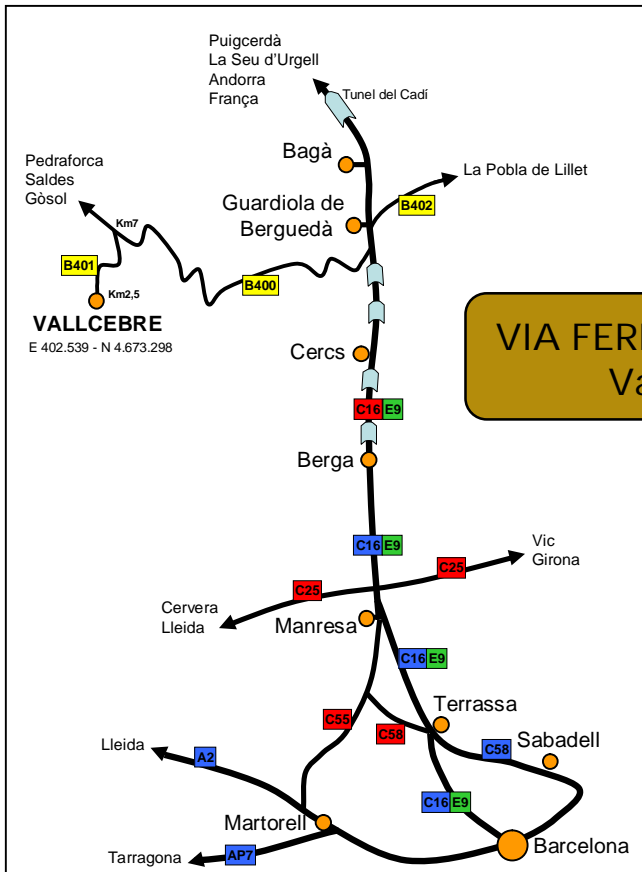 Puigcerdà
La Seu d'Urgell
Andorra
França
Tunel del Cadí
Bagà
Pedraforca
Saldes
Gòsol
La Pobla de Lillet
Guardiola de
Berguedà
B402
Km7
B401
B400
Km2,5
VALLCEBRE
E 402.539 - N 4.673.298
VIA FER
Va
Cercs
C16 E9
Berga
C16 E9
Vic
Girona
C25
C25
Cervera
Lleida
Manresa
C16 E9
Terrassa
C55
C58
Sabadell
Lleida
A2
C58
C16 E9
Martorell
Barcelona
Tarragona
AP7